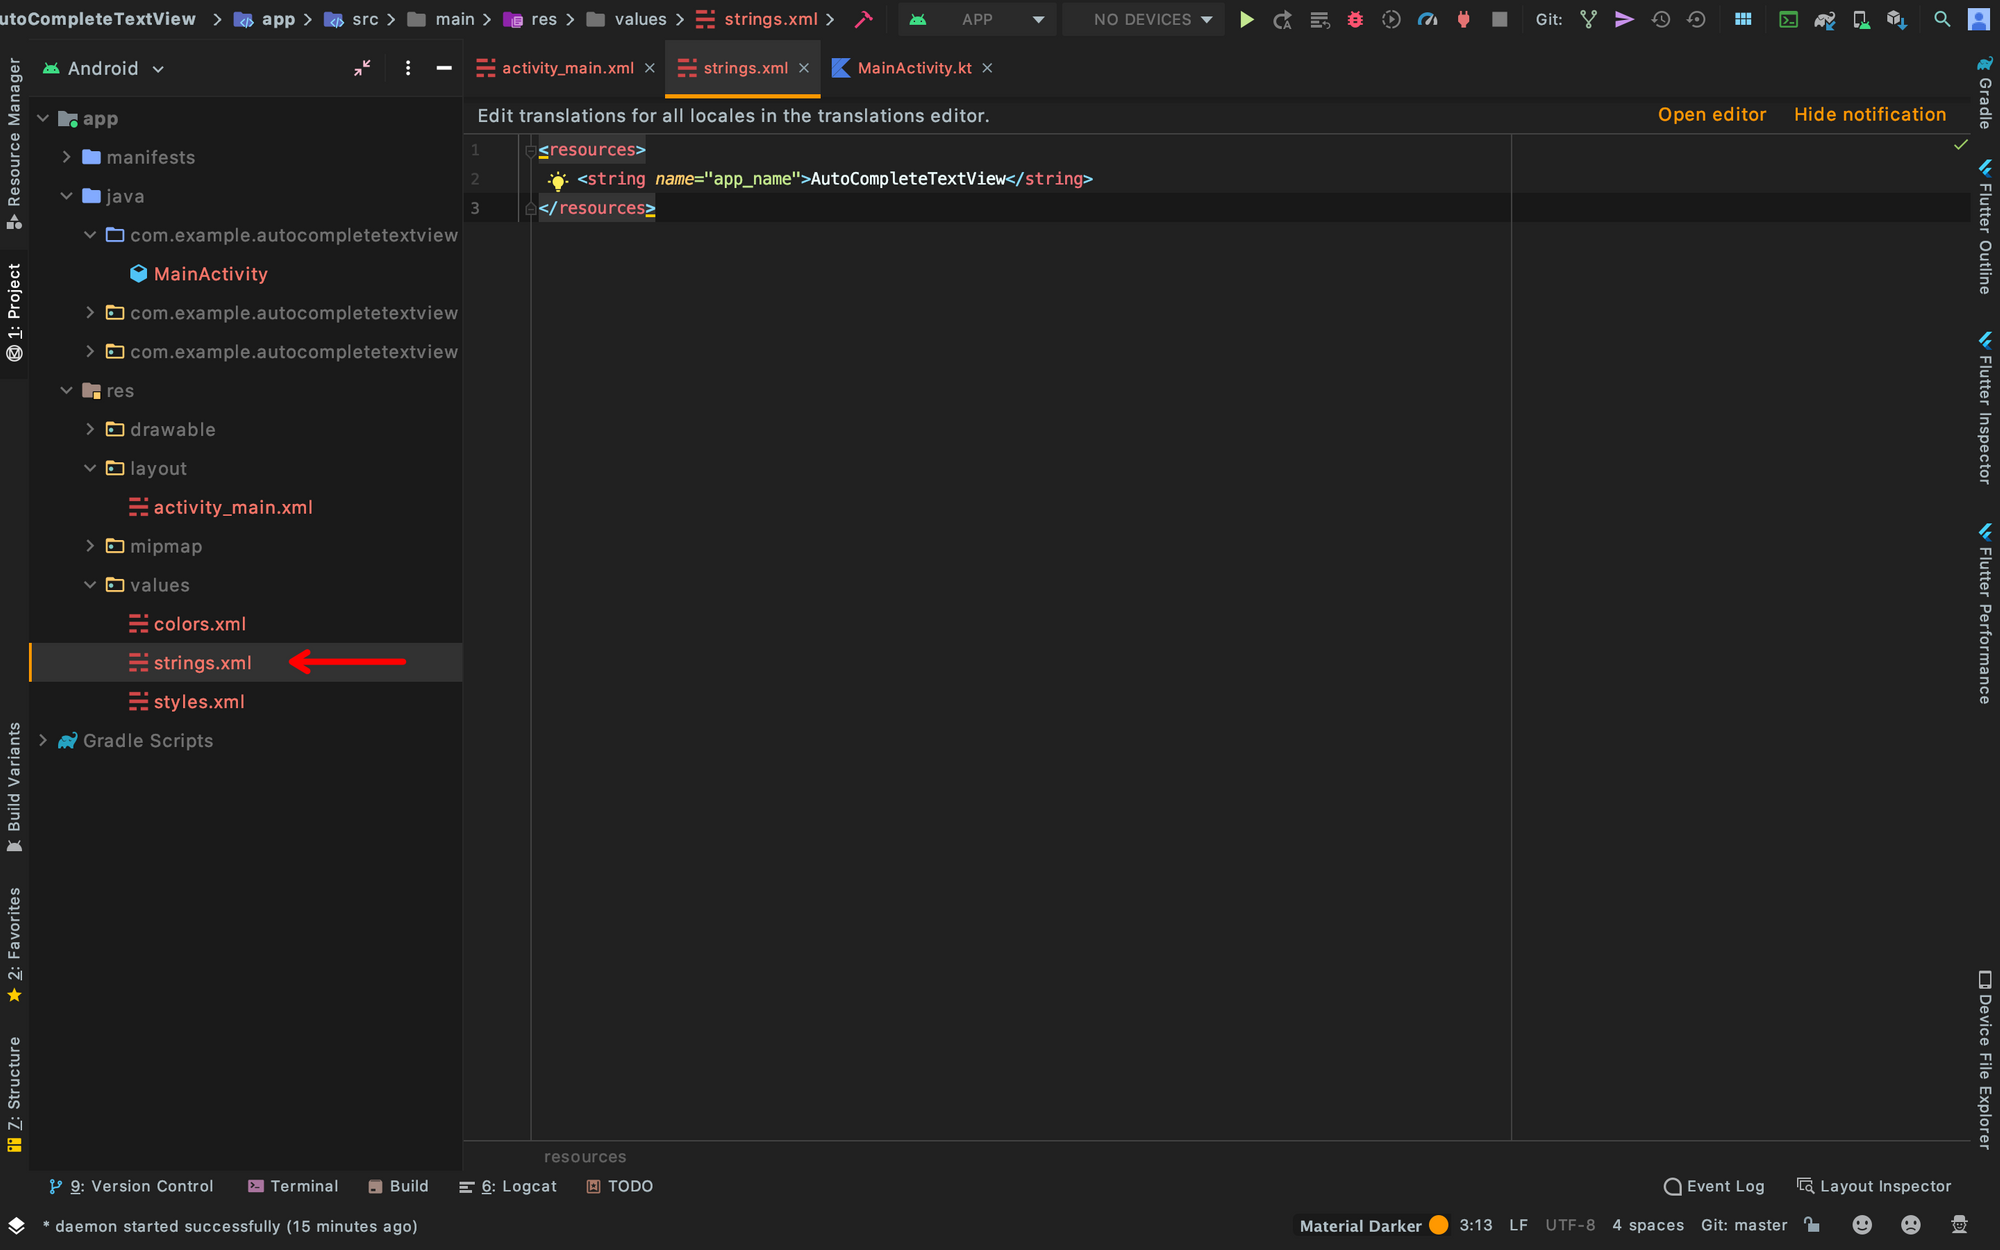 utoCompleteTextView app src main res values strings.xml APP NO DEVICES Git:
Android
activity_main.xml strings.xml MainActivity.kt
Edit translations for all locales in the translations editor. Open editor Hide notification
1 <resources>
2 <string name="app_name">AutoCompleteTextView</string>
3 </resources>
app
manifests
java
com.example.autocompletetextview
MainActivity
com.example.autocompletetextview
com.example.autocompletetextview
res
drawable
layout
activity_main.xml
mipmap
values
colors.xml
strings.xml
styles.xml
Gradle Scripts
Resource Manager
1: Project
Build Variants
2: Favorites
7: Structure
Gradle
Flutter Outline
Flutter Inspector
Flutter Performance
Device File Explorer
resources
9: Version Control Terminal Build 6: Logcat TODO Event Log Layout Inspector
* daemon started successfully (15 minutes ago) Material Darker 3:13 LF UTF-8 4 spaces Git: master